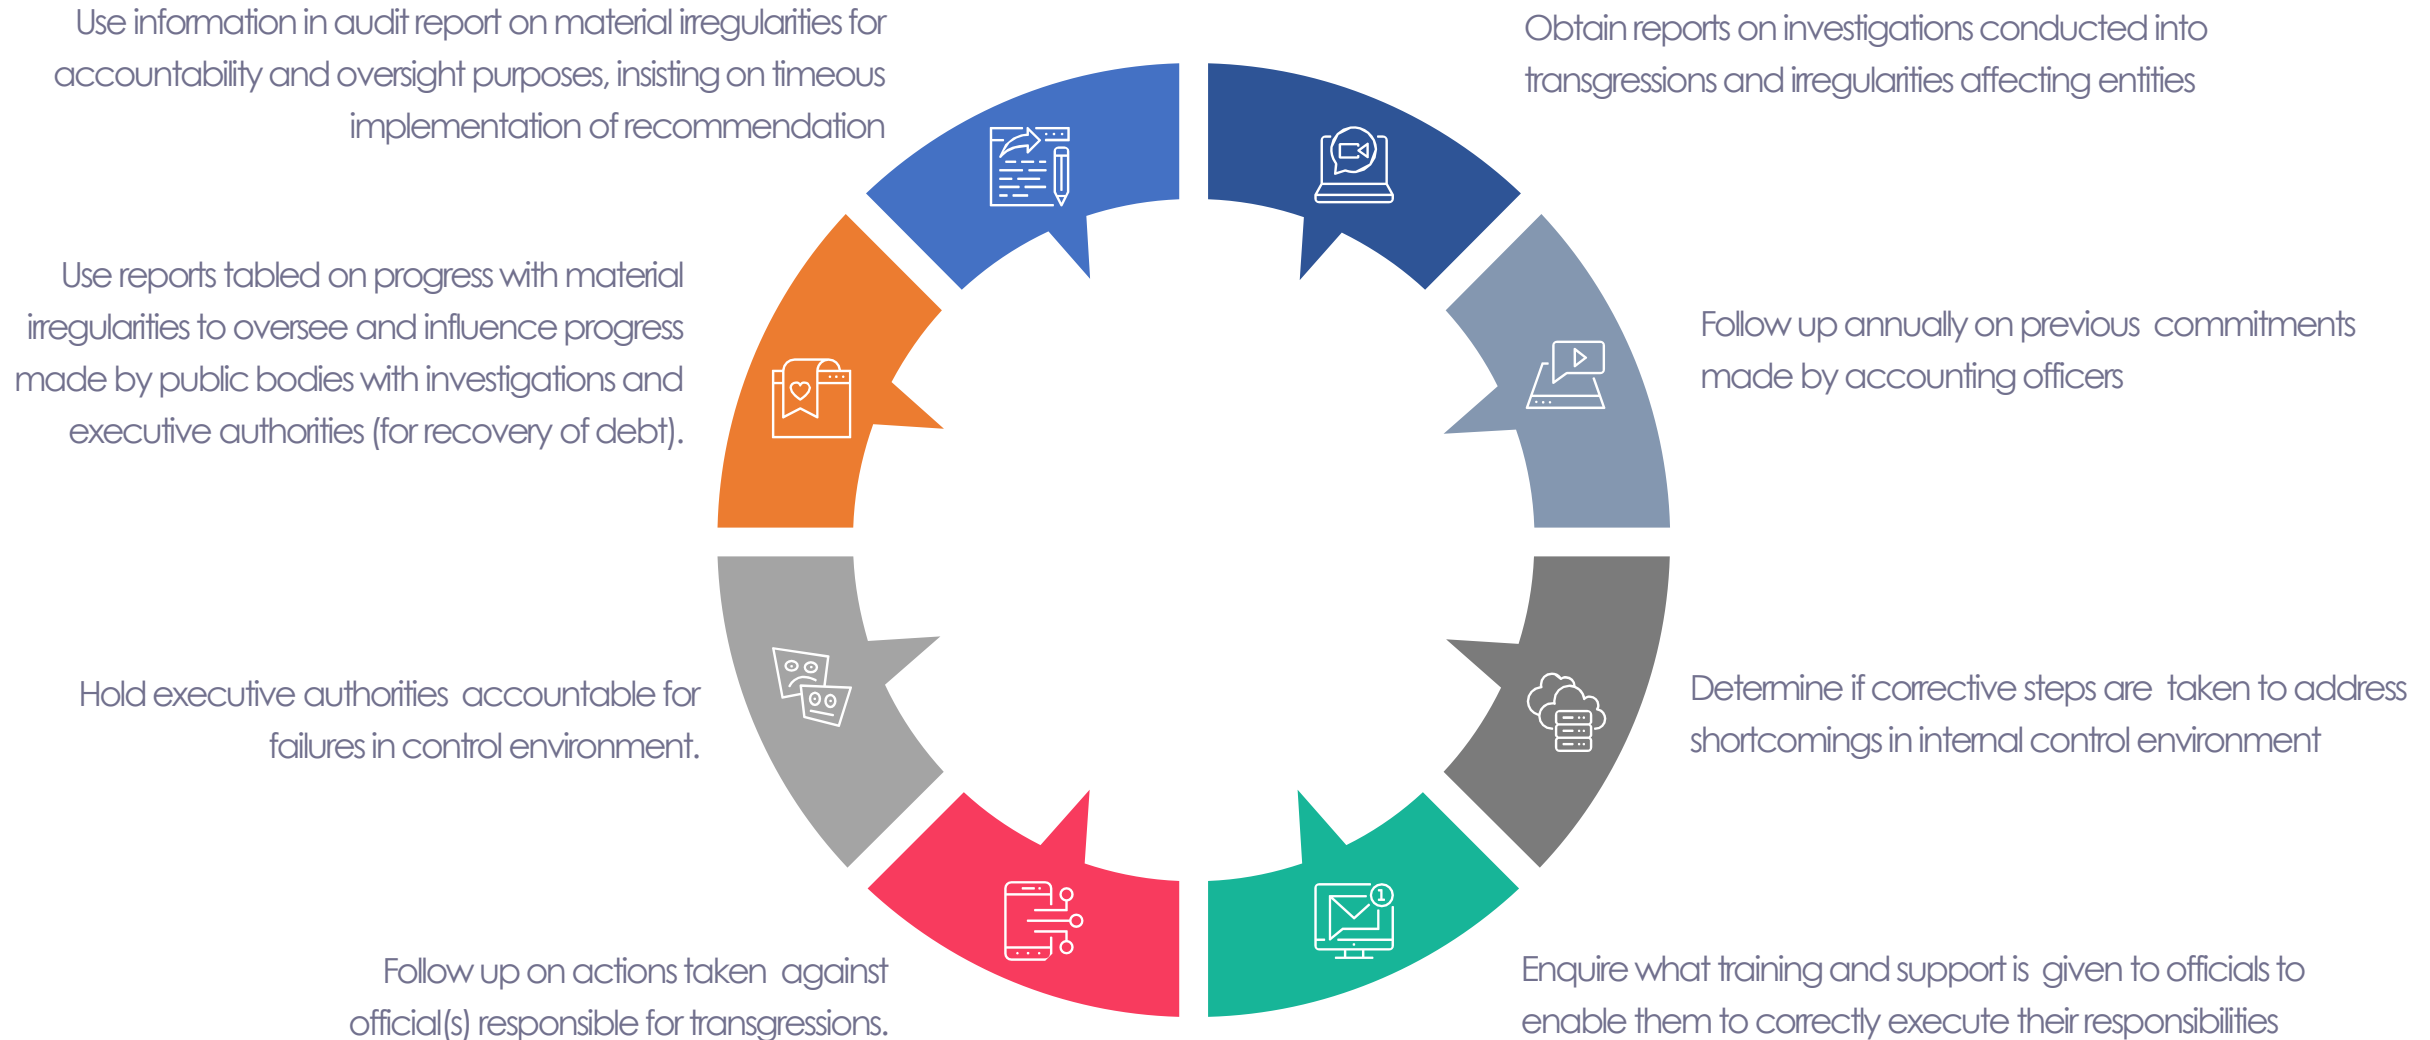 Use information in audit report on material irregularities for
accountability and oversight purposes, insisting on timeous
implementation of recommendation
Obtain reports on investigations conducted into
transgressions and irregularities affecting entities
Use reports tabled on progress with material
irregularities to oversee and influence progress
made by public bodies with investigations and
executive authorities (for recovery of debt).
Follow up annually on previous commitments
made by accounting officers
Hold executive authorities accountable for
failures in control environment.
Determine if corrective steps are taken to address
shortcomings in internal control environment
Follow up on actions taken against
official(s) responsible for transgressions.
1
Enquire what training and support is given to officials to
enable them to correctly execute their responsibilities